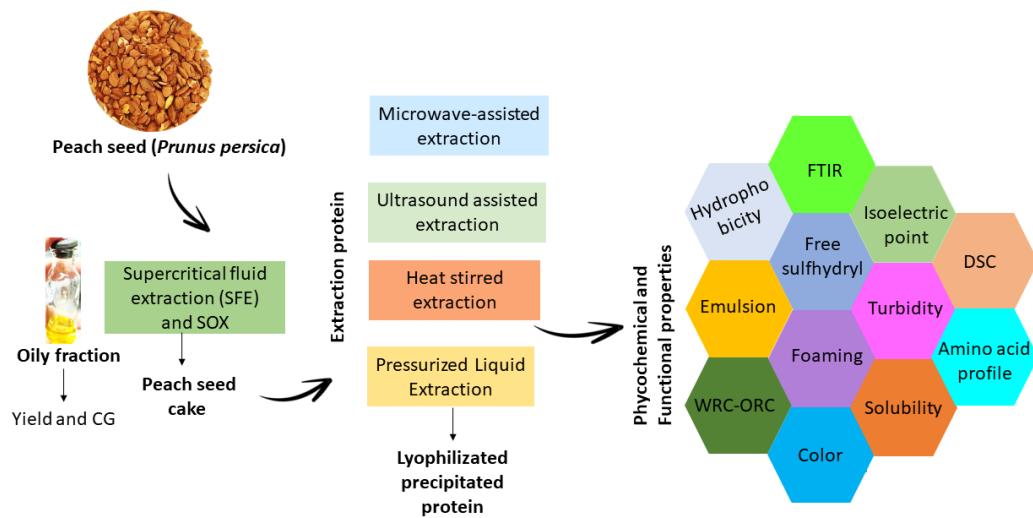 Peach seed (Prunus persica)
Supercritical fluid
extraction (SFE)
and SOX
Oily fraction
Yield and CG
Peach seed
cake
Extraction protein
Microwave-assisted
extraction
Ultrasound assisted
extraction
Heat stirred
extraction
Pressurized Liquid
Extraction
Lyophilizated
precipitated
protein
Phycochemical and
Functional properties
FTIR
Hydropho
bicity
Isoelectric
point
Free
sulfhydryl
DSC
Emulsion
Turbidity
Foaming
Amino acid
profile
WRC-ORC
Solubility
Color